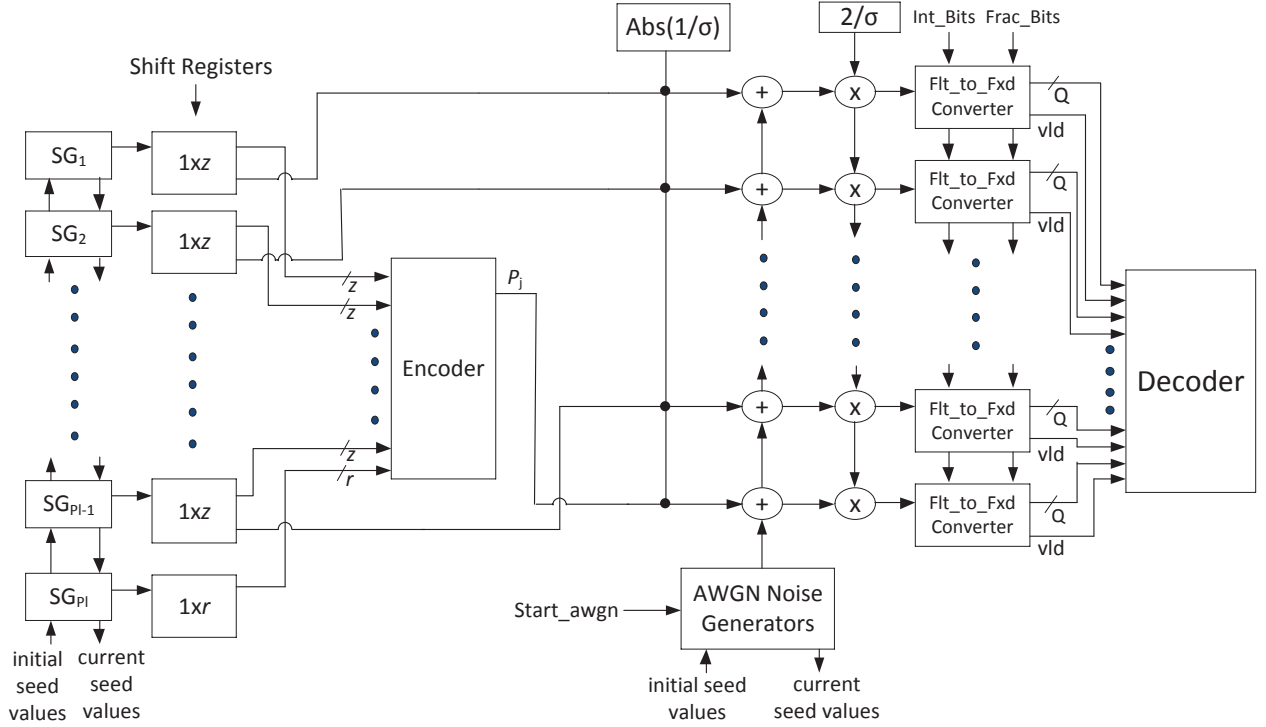 Abs(1/σ)
2/σ
Int_Bits
Frac_Bits
Shift Registers
SG1
1xz
+
x
Flt_to_Fxd
Converter
Q
vld
SG2
1xz
+
x
Flt_to_Fxd
Converter
Q
vld
z
z
Encoder
Pj
Decoder
z
r
+
x
Flt_to_Fxd
Converter
Q
vld
SGPl-1
1xz
+
x
Flt_to_Fxd
Converter
Q
vld
SGPl
1xr
Start_awgn
AWGN Noise
Generators
initial
seed
values
current
seed
values
initial seed
values
current
seed values